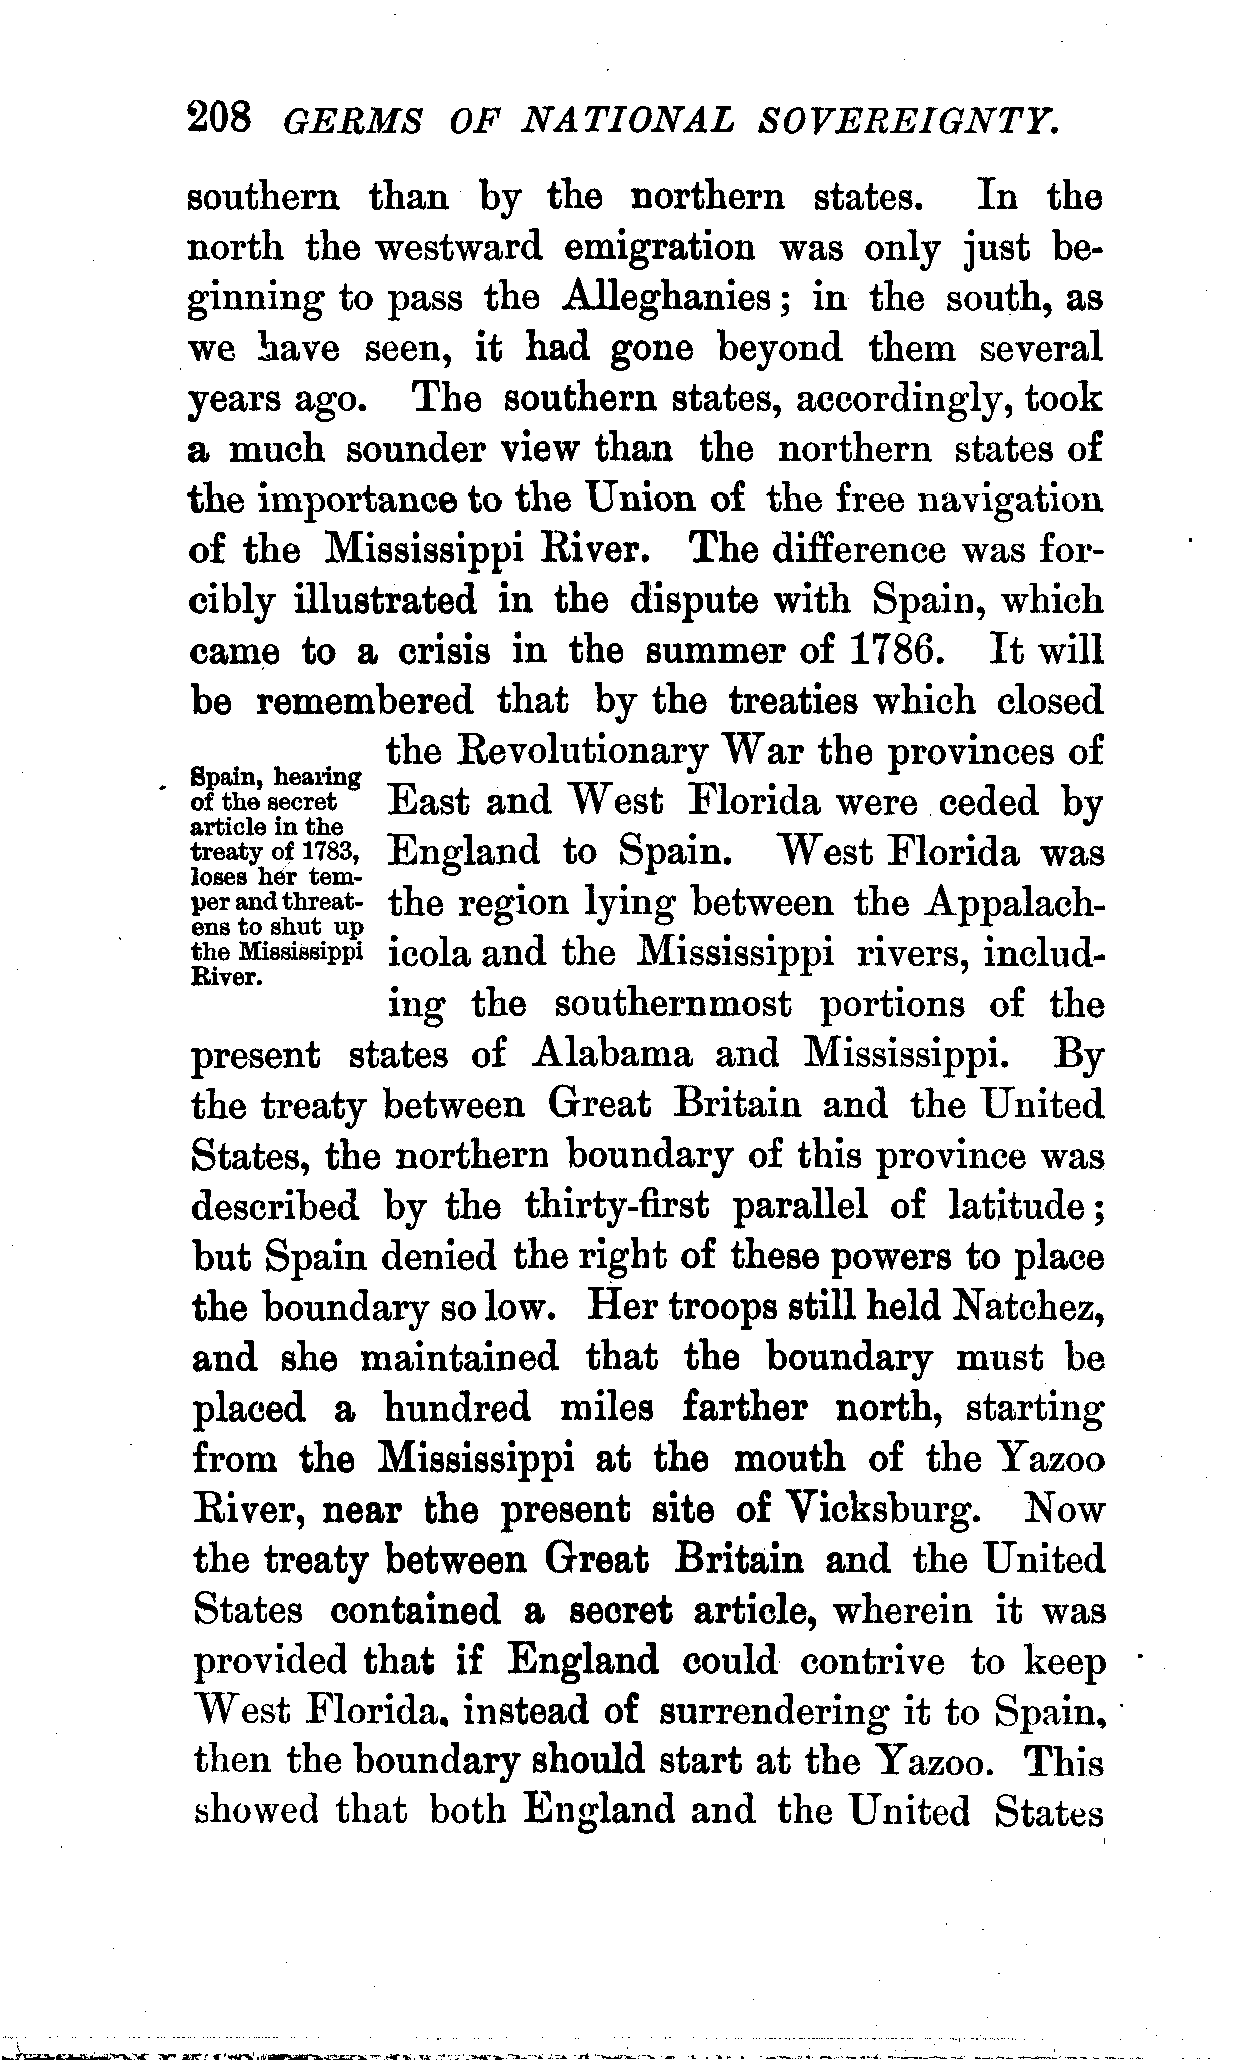 208 GERMS OF NATIONAL SOVEREIGNTY.
southern than by the northern states. In the
north the westward emigration was only just be-
ginning to pass the Alleghanies; in the south, as
we have seen, it had gone beyond them several
years ago. The southern states, accordingly, took
a much sounder view than the northern states of
the importance to the Union of the free navigation
of the Mississippi River. The difference was for-
cibly illustrated in the dispute with Spain, which
came to a crisis in the summer of 1786. It will
be remembered that by the treaties which closed
Spain, hearing
of the secret
article in the
treaty of 1783,
loses her tem-
per and threat-
ens to shut up
the Mississippi
River.
the Revolutionary War the provinces of
East and West Florida were ceded by
England to Spain. West Florida was
the region lying between the Appalach-
icola and the Mississippi rivers, includ-
ing the southernmost portions of the
present states of Alabama and Mississippi. By
the treaty between Great Britain and the United
States, the northern boundary of this province was
described by the thirty-first parallel of latitude;
but Spain denied the right of these powers to place
the boundary so low. Her troops still held Natchez,
and she maintained that the boundary must be
placed a hundred miles farther north, starting
from the Mississippi at the mouth of the Yazoo
River, near the present site of Vicksburg. Now
the treaty between Great Britain and the United
States contained a secret article, wherein it was
provided that if England could contrive to keep
West Florida, instead of surrendering it to Spain,
then the boundary should start at the Yazoo. This
showed that both England and the United States